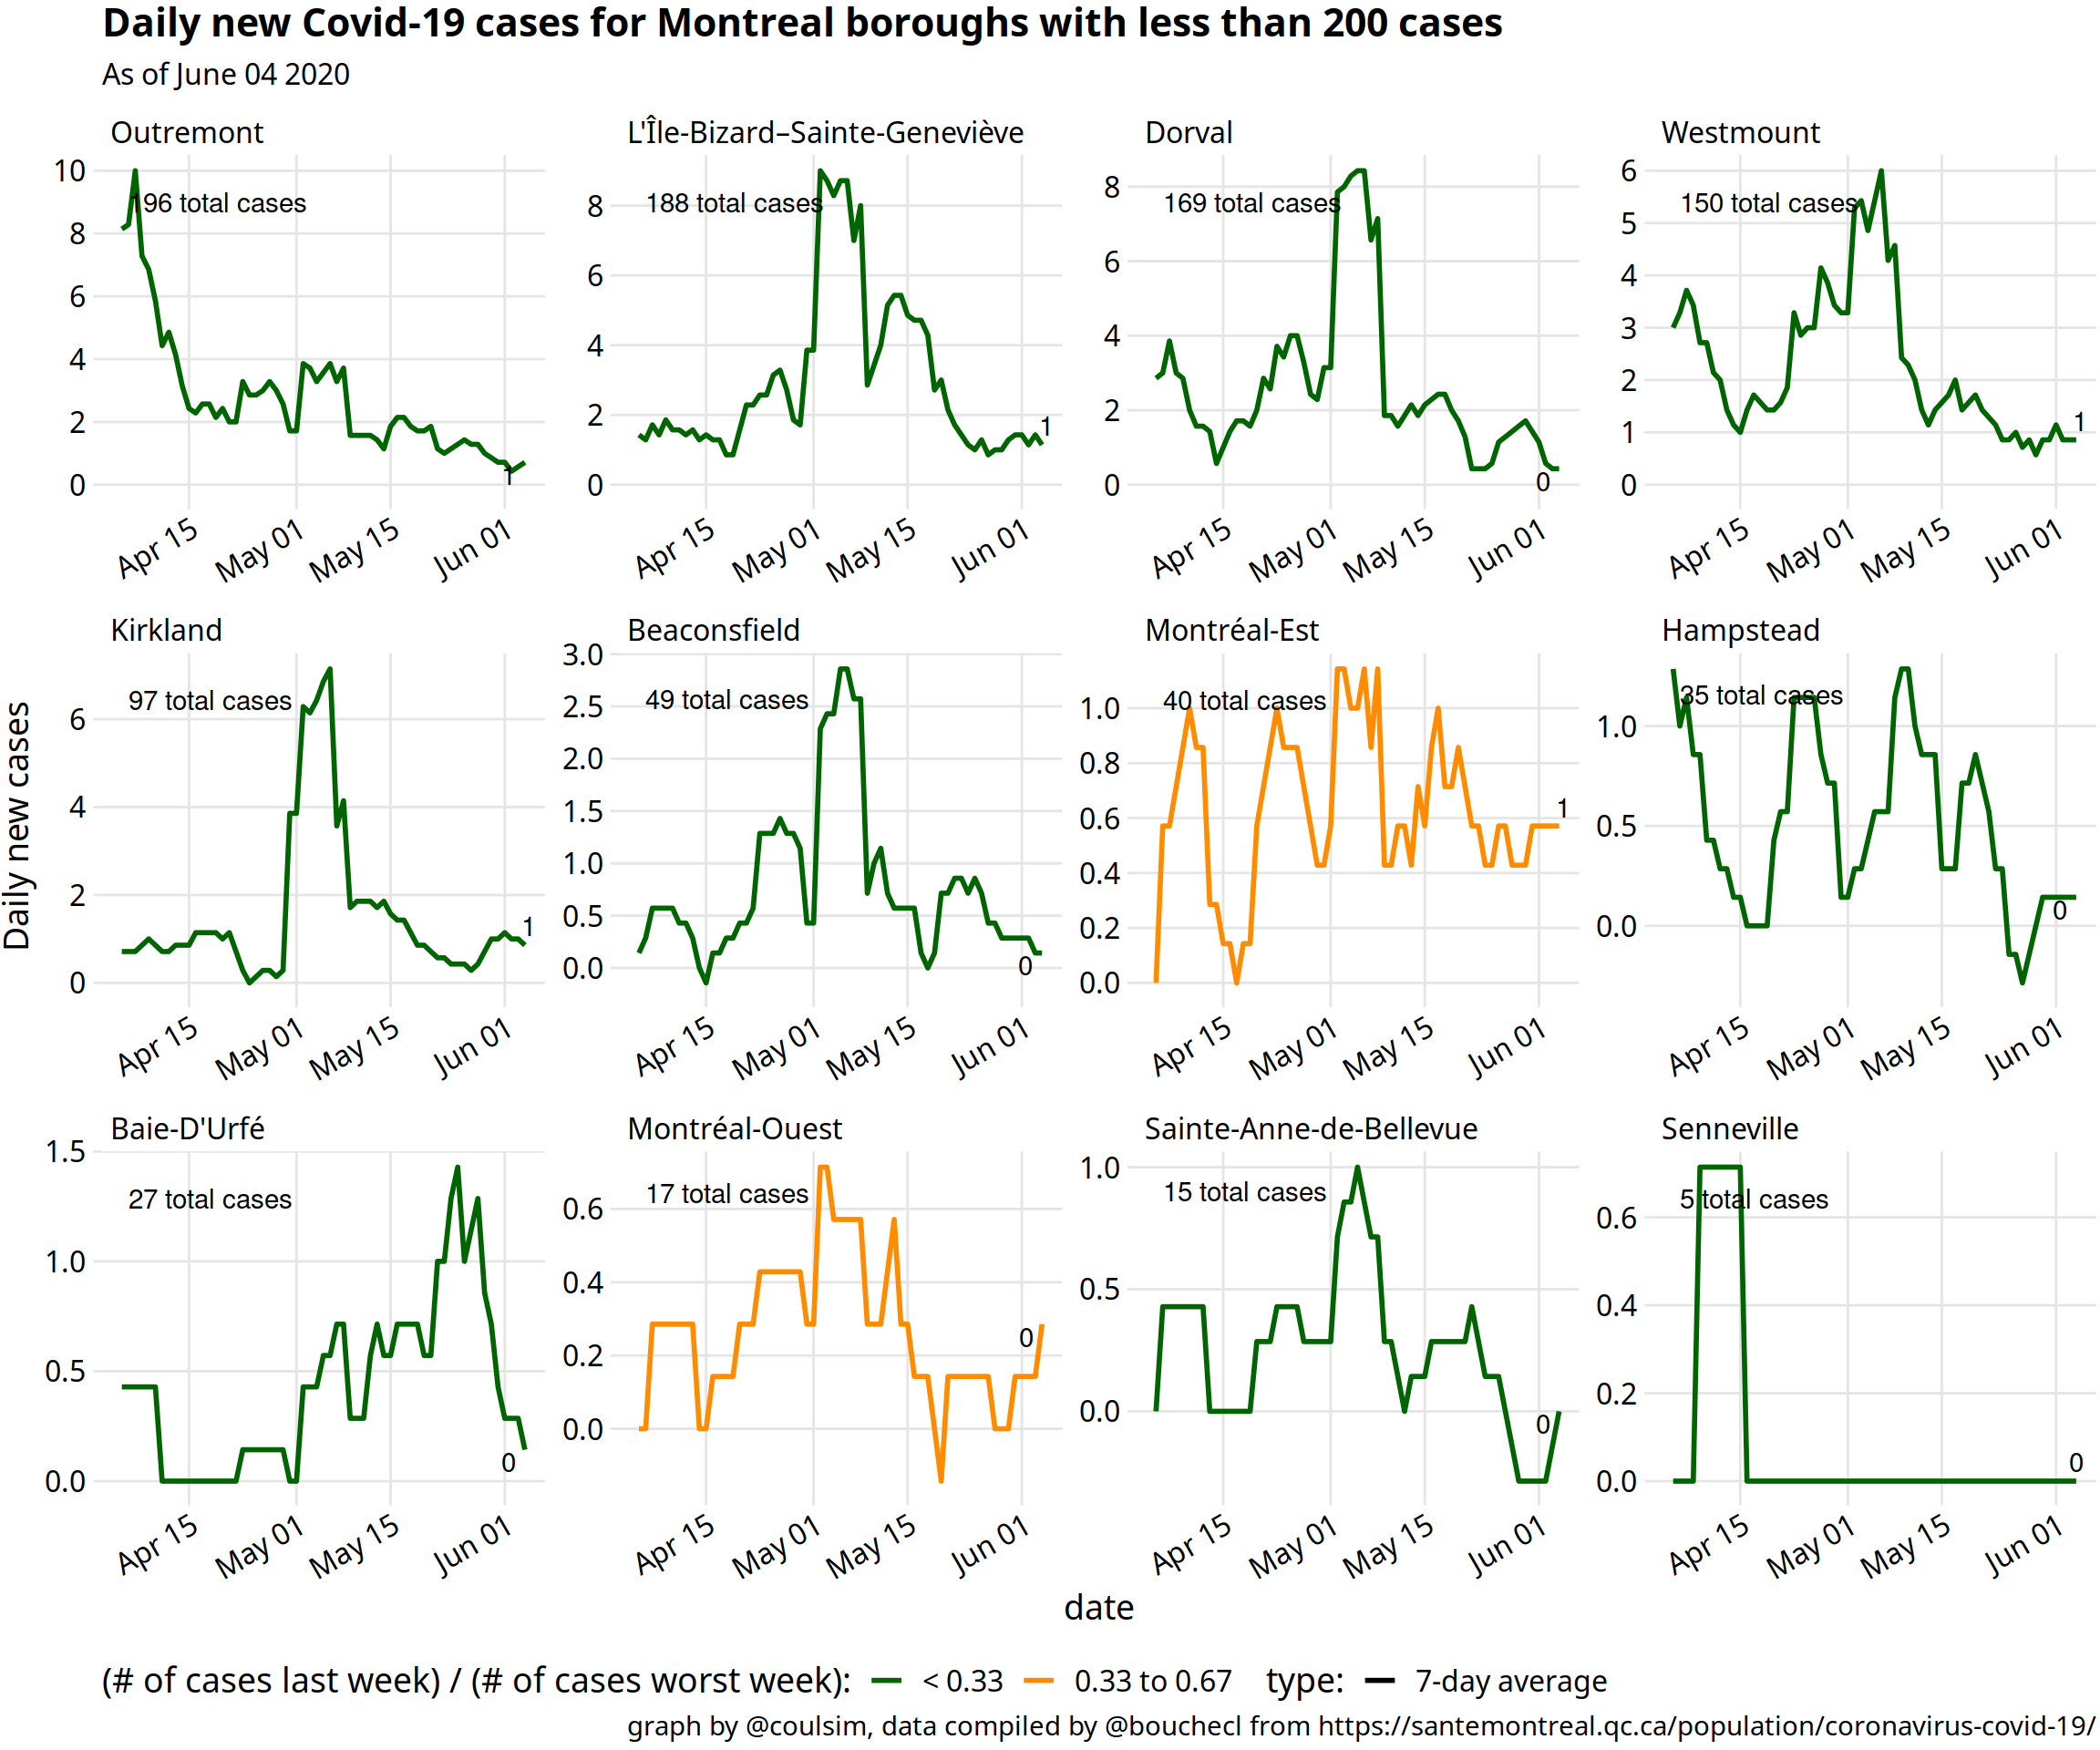 Daily new Covid-19 cases for Montreal boroughs with less than 200 cases
As of June 04 2020
Outremont
L'Île-Bizard–Sainte-Geneviève
Dorval
Westmount
10
8
6
4
2
0
196 total cases
1
8
6
4
2
0
188 total cases
1
8
6
4
2
0
169 total cases
0
6
5
4
3
2
1
0
150 total cases
1
Apr 15 May 01 May 15 Jun 01
Apr 15 May 01 May 15 Jun 01
Apr 15 May 01 May 15 Jun 01
Apr 15 May 01 May 15 Jun 01
Daily new cases
Kirkland
Beaconsfield
Montréal-Est
Hampstead
6
4
2
0
97 total cases
1
3.0
2.5
2.0
1.5
1.0
0.5
0.0
49 total cases
0
1.0
0.8
0.6
0.4
0.2
0.0
40 total cases
1
1.0
0.5
0.0
35 total cases
0
Apr 15 May 01 May 15 Jun 01
Apr 15 May 01 May 15 Jun 01
Apr 15 May 01 May 15 Jun 01
Apr 15 May 01 May 15 Jun 01
Baie-D'Urfé
Montréal-Ouest
Sainte-Anne-de-Bellevue
Senneville
1.5
1.0
0.5
0.0
27 total cases
0
0.6
0.4
0.2
0.0
17 total cases
0
1.0
0.5
0.0
15 total cases
0
0.6
0.4
0.2
0.0
5 total cases
0
Apr 15 May 01 May 15 Jun 01
Apr 15 May 01 May 15 Jun 01
Apr 15 May 01 May 15 Jun 01
Apr 15 May 01 May 15 Jun 01
date
(# of cases last week) / (# of cases worst week): < 0.33 0.33 to 0.67 type: 7-day average
graph by @coulsim, data compiled by @bouchecl from https://santemontreal.qc.ca/population/coronavirus-covid-19/